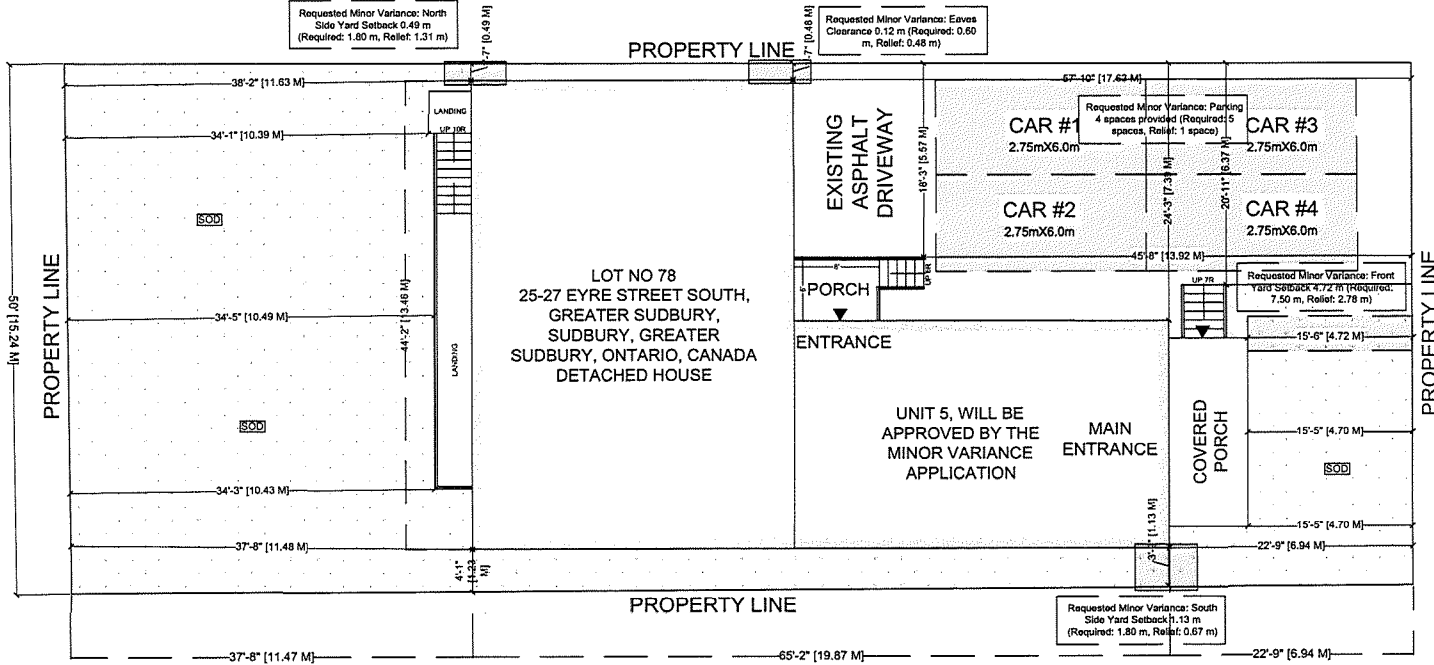 Requested Minor Variance: North
Side Yard Setback 0.49 m
(Required: 1.80 m, Relief: 1.31 m)
Requested Minor Variance: Eaves
Clearance 0.12 m (Required: 0.60
m, Relief: 0.48 m)
-7" [0.49 M]
-7" [0.48 M]
PROPERTY LINE
38'-2" [11.63 M]
57'-10" [17.63 M]
LANDING
UP 10R
34'-1" [10.39 M]
Requested Minor Variance: Parking
4 spaces provided (Required: 5
spaces, Relief: 1 space)
CAR #1
2.75mX6.0m
CAR #3
2.75mX6.0m
EXISTING
ASPHALT
DRIVEWAY
18'-3" [5.57 M]
24'-3" [7.39 M]
20'-11" [6.37 M]
CAR #2
2.75mX6.0m
CAR #4
2.75mX6.0m
SOD
45'-8" [13.92 M]
50' [15.24 M]
PROPERTY LINE
LOT NO 78
25-27 EYRE STREET SOUTH,
GREATER SUDBURY,
SUDBURY, GREATER
SUDBURY, ONTARIO, CANADA
DETACHED HOUSE
8'
PORCH
UP 6R
UP 7R
Requested Minor Variance: Front
Yard Setback 4.72 m (Required:
7.50 m, Relief: 2.78 m)
34'-5" [10.49 M]
44'-2" [13.46 M]
LANDING
ENTRANCE
15'-6" [4.72 M]
PROPERTY LINE
UNIT 5, WILL BE
APPROVED BY THE
MINOR VARIANCE
APPLICATION
MAIN
ENTRANCE
COVERED
PORCH
15'-5" [4.70 M]
SOD
SOD
34'-3" [10.43 M]
15'-5" [4.70 M]
37'-8" [11.48 M]
3'- [1.13 M]
22'-9" [6.94 M]
4'-1"
[1.23
M]
PROPERTY LINE
Requested Minor Variance: South
Side Yard Setback 1.13 m
(Required: 1.80 m, Relief: 0.67 m)
37'-8" [11.47 M]
65'-2" [19.87 M]
22'-9" [6.94 M]